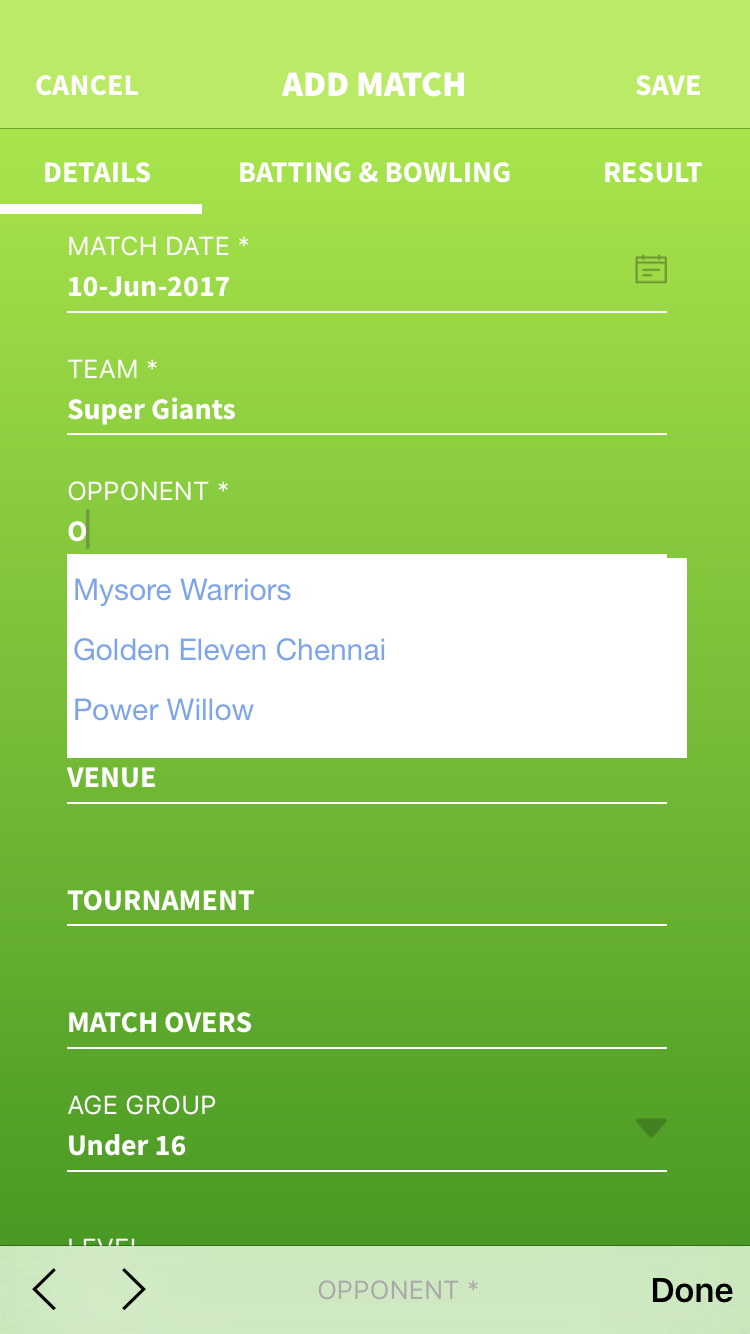 CANCEL ADD MATCH SAVE
DETAILS BATTING & BOWLING RESULT
MATCH DATE *
10-Jun-2017
TEAM *
Super Giants
OPPONENT *
O
Mysore Warriors
Golden Eleven Chennai
Power Willow
VENUE
TOURNAMENT
MATCH OVERS
AGE GROUP
Under 16
LEVEL
OPPONENT * Done